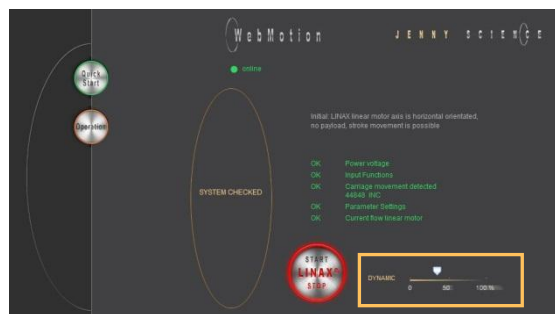 WebMotion
JENNY SCIENCE
online
Quick
Start
Operation
Initial: LINAX linear motor axis is horizontal orientated,
no payload, stroke movement is possible
OK Power voltage
OK Input Functions
OK Carriage movement detected
44848 INC
OK Parameter Settings
OK Current flow linear motor
SYSTEM CHECKED
START
LINAX®
STOP
DYNAMIC
0 50% 100%